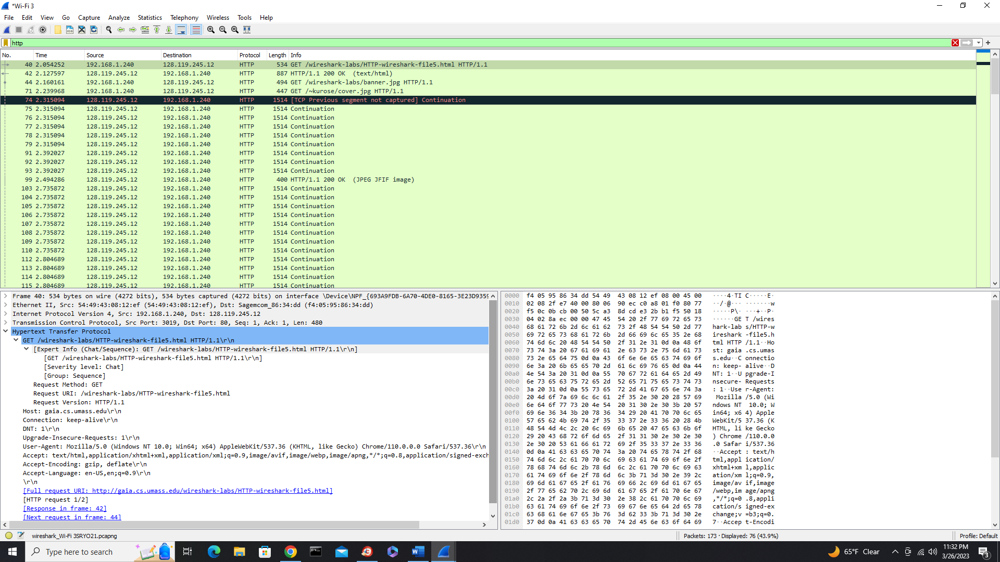 *Wi-Fi 3
File Edit View Go Capture Analyze Statistics Telephony Wireless Tools Help
http
No. Time Source Destination Protocol Length Info
40 2.054252 192.168.1.240 128.119.245.12 HTTP 534 GET /wireshark-labs/HTTP-wireshark-file5.html HTTP/1.1
42 2.127597 128.119.245.12 192.168.1.240 HTTP 887 HTTP/1.1 200 OK (text/html)
44 2.160161 192.168.1.240 128.119.245.12 HTTP 494 GET /wireshark-labs/banner.jpg HTTP/1.1
71 2.239968 192.168.1.240 128.119.245.12 HTTP 447 GET /~kurose/cover.jpg HTTP/1.1
74 2.315094 128.119.245.12 192.168.1.240 HTTP 1514 [TCP Previous segment not captured] Continuation
75 2.315094 128.119.245.12 192.168.1.240 HTTP 1514 Continuation
76 2.315094 128.119.245.12 192.168.1.240 HTTP 1514 Continuation
77 2.315094 128.119.245.12 192.168.1.240 HTTP 1514 Continuation
78 2.315094 128.119.245.12 192.168.1.240 HTTP 1514 Continuation
79 2.315094 128.119.245.12 192.168.1.240 HTTP 1514 Continuation
91 2.392027 128.119.245.12 192.168.1.240 HTTP 1514 Continuation
92 2.392027 128.119.245.12 192.168.1.240 HTTP 1514 Continuation
93 2.392027 128.119.245.12 192.168.1.240 HTTP 1514 Continuation
99 2.494286 128.119.245.12 192.168.1.240 HTTP 400 HTTP/1.1 200 OK (JPEG JFIF image)
103 2.735872 128.119.245.12 192.168.1.240 HTTP 1514 Continuation
104 2.735872 128.119.245.12 192.168.1.240 HTTP 1514 Continuation
105 2.735872 128.119.245.12 192.168.1.240 HTTP 1514 Continuation
106 2.735872 128.119.245.12 192.168.1.240 HTTP 1514 Continuation
107 2.735872 128.119.245.12 192.168.1.240 HTTP 1514 Continuation
108 2.735872 128.119.245.12 192.168.1.240 HTTP 1514 Continuation
109 2.735872 128.119.245.12 192.168.1.240 HTTP 1514 Continuation
110 2.735872 128.119.245.12 192.168.1.240 HTTP 1514 Continuation
112 2.804689 128.119.245.12 192.168.1.240 HTTP 1514 Continuation
113 2.804689 128.119.245.12 192.168.1.240 HTTP 1514 Continuation
114 2.804689 128.119.245.12 192.168.1.240 HTTP 1514 Continuation
115 2.804689 128.119.245.12 192.168.1.240 HTTP 1514 Continuation
Frame 40: 534 bytes on wire (4272 bits), 534 bytes captured (4272 bits) on interface \Device\NPF_{693A9FDB-6A70-4DE0-8165-3E23D9359
Ethernet II, Src: 54:49:43:08:12:ef (54:49:43:08:12:ef), Dst: Sagemcom_86:34:dd (f4:05:95:86:34:dd)
Internet Protocol Version 4, Src: 192.168.1.240, Dst: 128.119.245.12
Transmission Control Protocol, Src Port: 3019, Dst Port: 80, Seq: 1, Ack: 1, Len: 480
Hypertext Transfer Protocol
GET /wireshark-labs/HTTP-wireshark-file5.html HTTP/1.1\r\n
[Expert Info (Chat/Sequence): GET /wireshark-labs/HTTP-wireshark-file5.html HTTP/1.1\r\n]
[GET /wireshark-labs/HTTP-wireshark-file5.html HTTP/1.1\r\n]
[Severity level: Chat]
[Group: Sequence]
Request Method: GET
Request URI: /wireshark-labs/HTTP-wireshark-file5.html
Request Version: HTTP/1.1
Host: gaia.cs.umass.edu\r\n
Connection: keep-alive\r\n
DNT: 1\r\n
Upgrade-Insecure-Requests: 1\r\n
User-Agent: Mozilla/5.0 (Windows NT 10.0; Win64; x64) AppleWebKit/537.36 (KHTML, like Gecko) Chrome/110.0.0.0 Safari/537.36\r\n
Accept: text/html,application/xhtml+xml,application/xml;q=0.9,image/avif,image/webp,image/apng,*/*;q=0.8,application/signed-exch
Accept-Encoding: gzip, deflate\r\n
Accept-Language: en-US,en;q=0.9\r\n
\r\n
[Full request URI: http://gaia.cs.umass.edu/wireshark-labs/HTTP-wireshark-file5.html]
[HTTP request 1/2]
[Response in frame: 42]
[Next request in frame: 44]
0000 f4 05 95 86 34 dd 54 49 43 08 12 ef 08 00 45 00 ····4·TI C·····E·
0010 02 08 2f e7 40 00 80 06 90 ec c0 a8 01 f0 80 77 ··/·@··· ·······w
0020 f5 0c 0b cb 00 50 5c a3 8d cd e3 2b b1 f5 50 18 ·····P\· ···+··P·
0030 04 02 8a ec 00 00 47 45 54 20 2f 77 69 72 65 73 ······GE T /wires
0040 68 61 72 6b 2d 6c 61 62 73 2f 48 54 54 50 2d 77 hark-lab s/HTTP-w
0050 69 72 65 73 68 61 72 6b 2d 66 69 6c 65 35 2e 68 ireshark -file5.h
0060 74 6d 6c 20 48 54 54 50 2f 31 2e 31 0d 0a 48 6f tml HTTP /1.1··Ho
0070 73 74 3a 20 67 61 69 61 2e 63 73 2e 75 6d 61 73 st: gaia .cs.umas
0080 73 2e 65 64 75 0d 0a 43 6f 6e 6e 65 63 74 69 6f s.edu··C onnectio
0090 6e 3a 20 6b 65 65 70 2d 61 6c 69 76 65 0d 0a 44 n: keep- alive··D
00a0 4e 54 3a 20 31 0d 0a 55 70 67 72 61 64 65 2d 49 NT: 1··U pgrade-I
00b0 6e 73 65 63 75 72 65 2d 52 65 71 75 65 73 74 73 nsecure- Requests
00c0 3a 20 31 0d 0a 55 73 65 72 2d 41 67 65 6e 74 3a : 1··Use r-Agent:
00d0 20 4d 6f 7a 69 6c 6c 61 2f 35 2e 30 20 28 57 69 Mozilla /5.0 (Wi
00e0 6e 64 6f 77 73 20 4e 54 20 31 30 2e 30 3b 20 57 ndows NT 10.0; W
00f0 69 6e 36 34 3b 20 78 36 34 29 20 41 70 70 6c 65 in64; x6 4) Apple
0100 57 65 62 4b 69 74 2f 35 33 37 2e 33 36 20 28 4b WebKit/5 37.36 (K
0110 48 54 4d 4c 2c 20 6c 69 6b 65 20 47 65 63 6b 6f HTML, li ke Gecko
0120 29 20 43 68 72 6f 6d 65 2f 31 31 30 2e 30 2e 30 ) Chrome /110.0.0
0130 2e 30 20 53 61 66 61 72 69 2f 35 33 37 2e 33 36 .0 Safar i/537.36
0140 0d 0a 41 63 63 65 70 74 3a 20 74 65 78 74 2f 68 ··Accept : text/h
0150 74 6d 6c 2c 61 70 70 6c 69 63 61 74 69 6f 6e 2f tml,appl ication/
0160 78 68 74 6d 6c 2b 78 6d 6c 2c 61 70 70 6c 69 63 xhtml+xm l,applic
0170 61 74 69 6f 6e 2f 78 6d 6c 3b 71 3d 30 2e 39 2c ation/xm l;q=0.9,
0180 69 6d 61 67 65 2f 61 76 69 66 2c 69 6d 61 67 65 image/av if,image
0190 2f 77 65 62 70 2c 69 6d 61 67 65 2f 61 70 6e 67 /webp,im age/apng
01a0 2c 2a 2f 2a 3b 71 3d 30 2e 38 2c 61 70 70 6c 69 ,*/*;q=0 .8,appli
01b0 63 61 74 69 6f 6e 2f 73 69 67 6e 65 64 2d 65 78 cation/s igned-ex
01c0 63 68 61 6e 67 65 3b 76 3d 62 33 3b 71 3d 30 2e change;v =b3;q=0.
01d0 37 0d 0a 41 63 63 65 70 74 2d 45 6e 63 6f 64 69 7··Accep t-Encodi
wireshark_Wi-Fi 3SRYO21.pcapng Packets: 173 · Displayed: 76 (43.9%) Profile: Default
Type here to search
65°F Clear
11:32 PM
3/26/2023
3